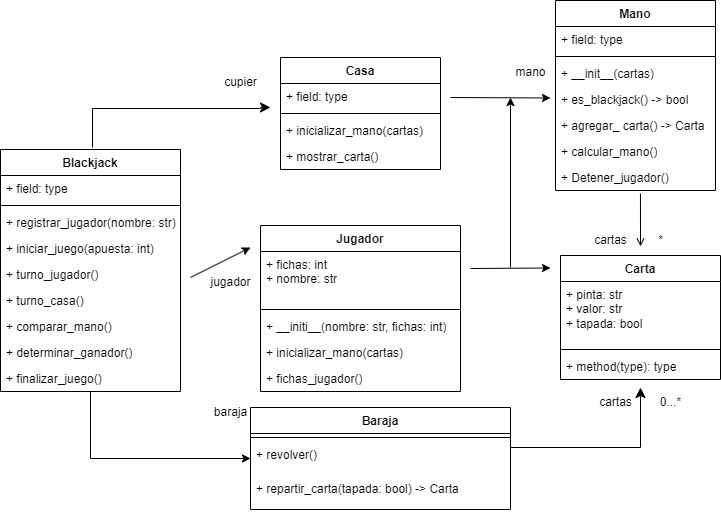 Mano
+ field: type
+ __init__(cartas)
+ es_blackjack() -> bool
+ agregar_ carta() -> Carta
+ calcular_mano()
+ Detener_jugador()
mano
Casa
+ field: type
+ inicializar_mano(cartas)
+ mostrar_carta()
cupier
Blackjack
+ field: type
+ registrar_jugador(nombre: str)
+ iniciar_juego(apuesta: int)
+ turno_jugador()
+ turno_casa()
+ comparar_mano()
+ determinar_ganador()
+ finalizar_juego()
jugador
Jugador
+ fichas: int
+ nombre: str
+ __initi__(nombre: str, fichas: int)
+ inicializar_mano(cartas)
+ fichas_jugador()
cartas *
Carta
+ pinta: str
+ valor: str
+ tapada: bool
+ method(type): type
cartas 0...*
baraja
Baraja
+ revolver()
+ repartir_carta(tapada: bool) -> Carta